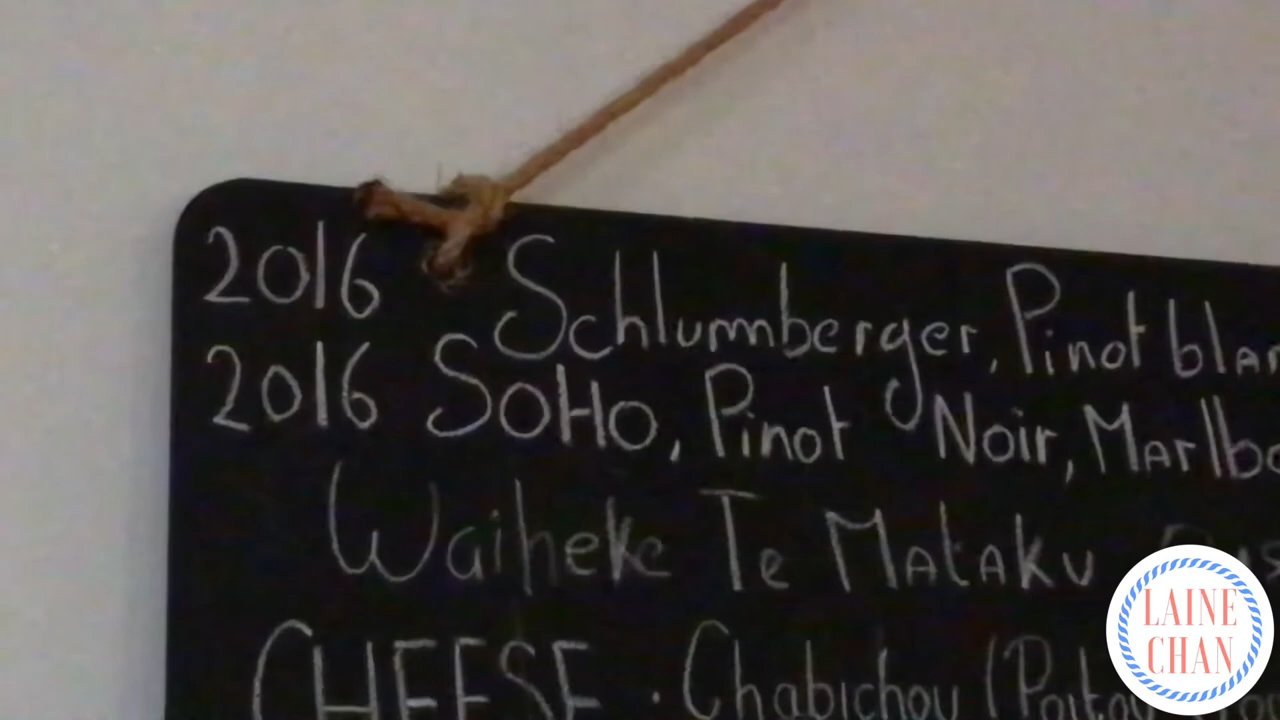 2016 Schlumberger, Pinot blan
2016 SoHo, Pinot Noir, Marlbo
Waiheke Te Mataku
CHEESE · Chabichou (Poitou
LAINE
CHAN